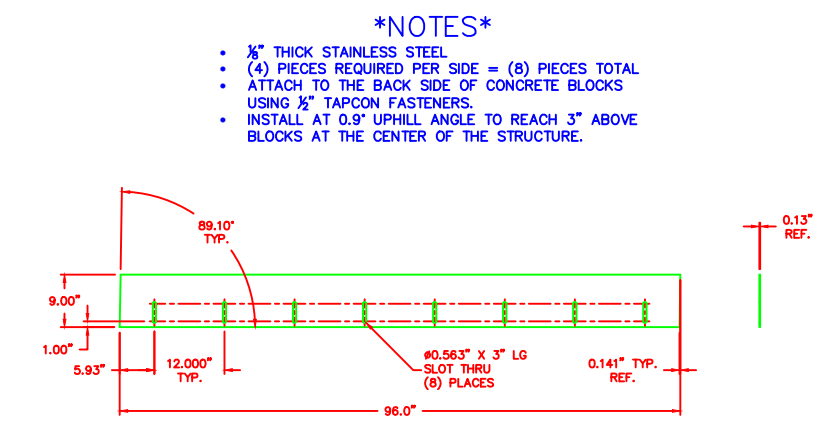 *NOTES*
• ⅛" THICK STAINLESS STEEL
• (4) PIECES REQUIRED PER SIDE = (8) PIECES TOTAL
• ATTACH TO THE BACK SIDE OF CONCRETE BLOCKS
USING ½" TAPCON FASTENERS.
• INSTALL AT 0.9° UPHILL ANGLE TO REACH 3" ABOVE
BLOCKS AT THE CENTER OF THE STRUCTURE.
89.10°
TYP.
0.13"
REF.
9.00"
1.00"
5.93"
12.000"
TYP.
ø0.563" X 3" LG
SLOT THRU
(8) PLACES
0.141" TYP.
REF.
96.0"